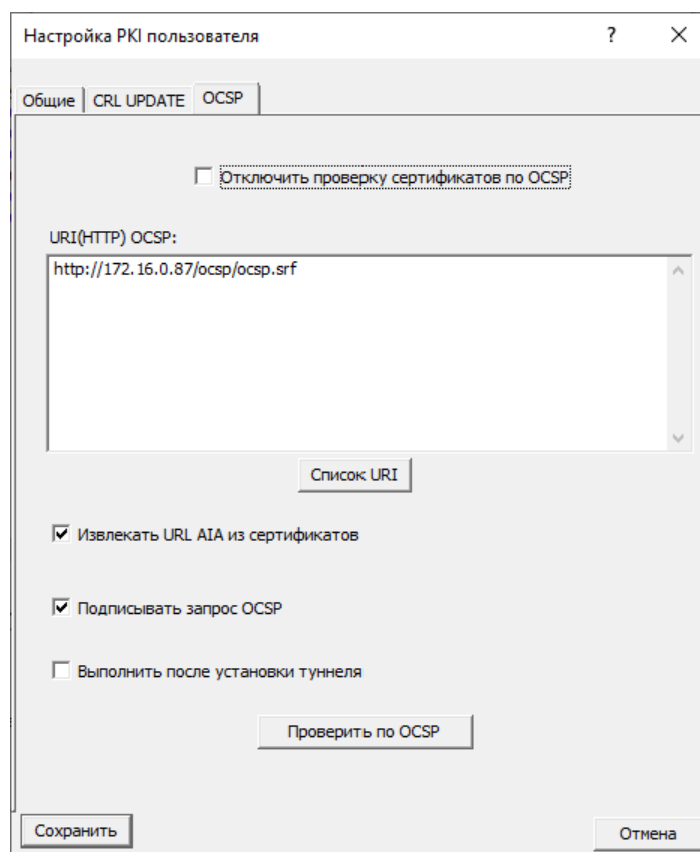 Настройка PKI пользователя
?
Общие
CRL UPDATE
OCSP
Отключить проверку сертификатов по OCSP
URI(HTTP) OCSP:
http://172.16.0.87/ocsp/ocsp.srf
Список URI
Извлекать URL AIA из сертификатов
Подписывать запрос OCSP
Выполнить после установки туннеля
Проверить по OCSP
Сохранить
Отмена